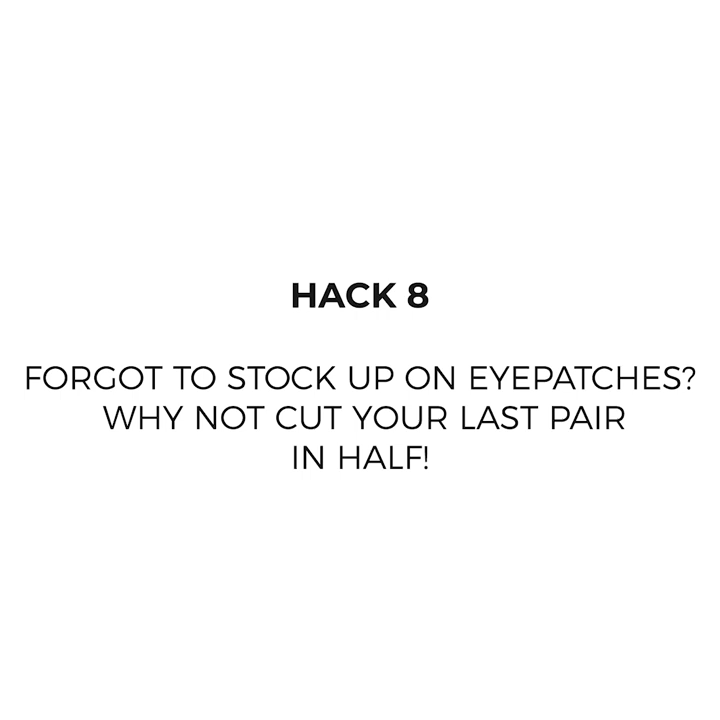 HACK 8
FORGOT TO STOCK UP ON EYEPATCHES?
WHY NOT CUT YOUR LAST PAIR
IN HALF!